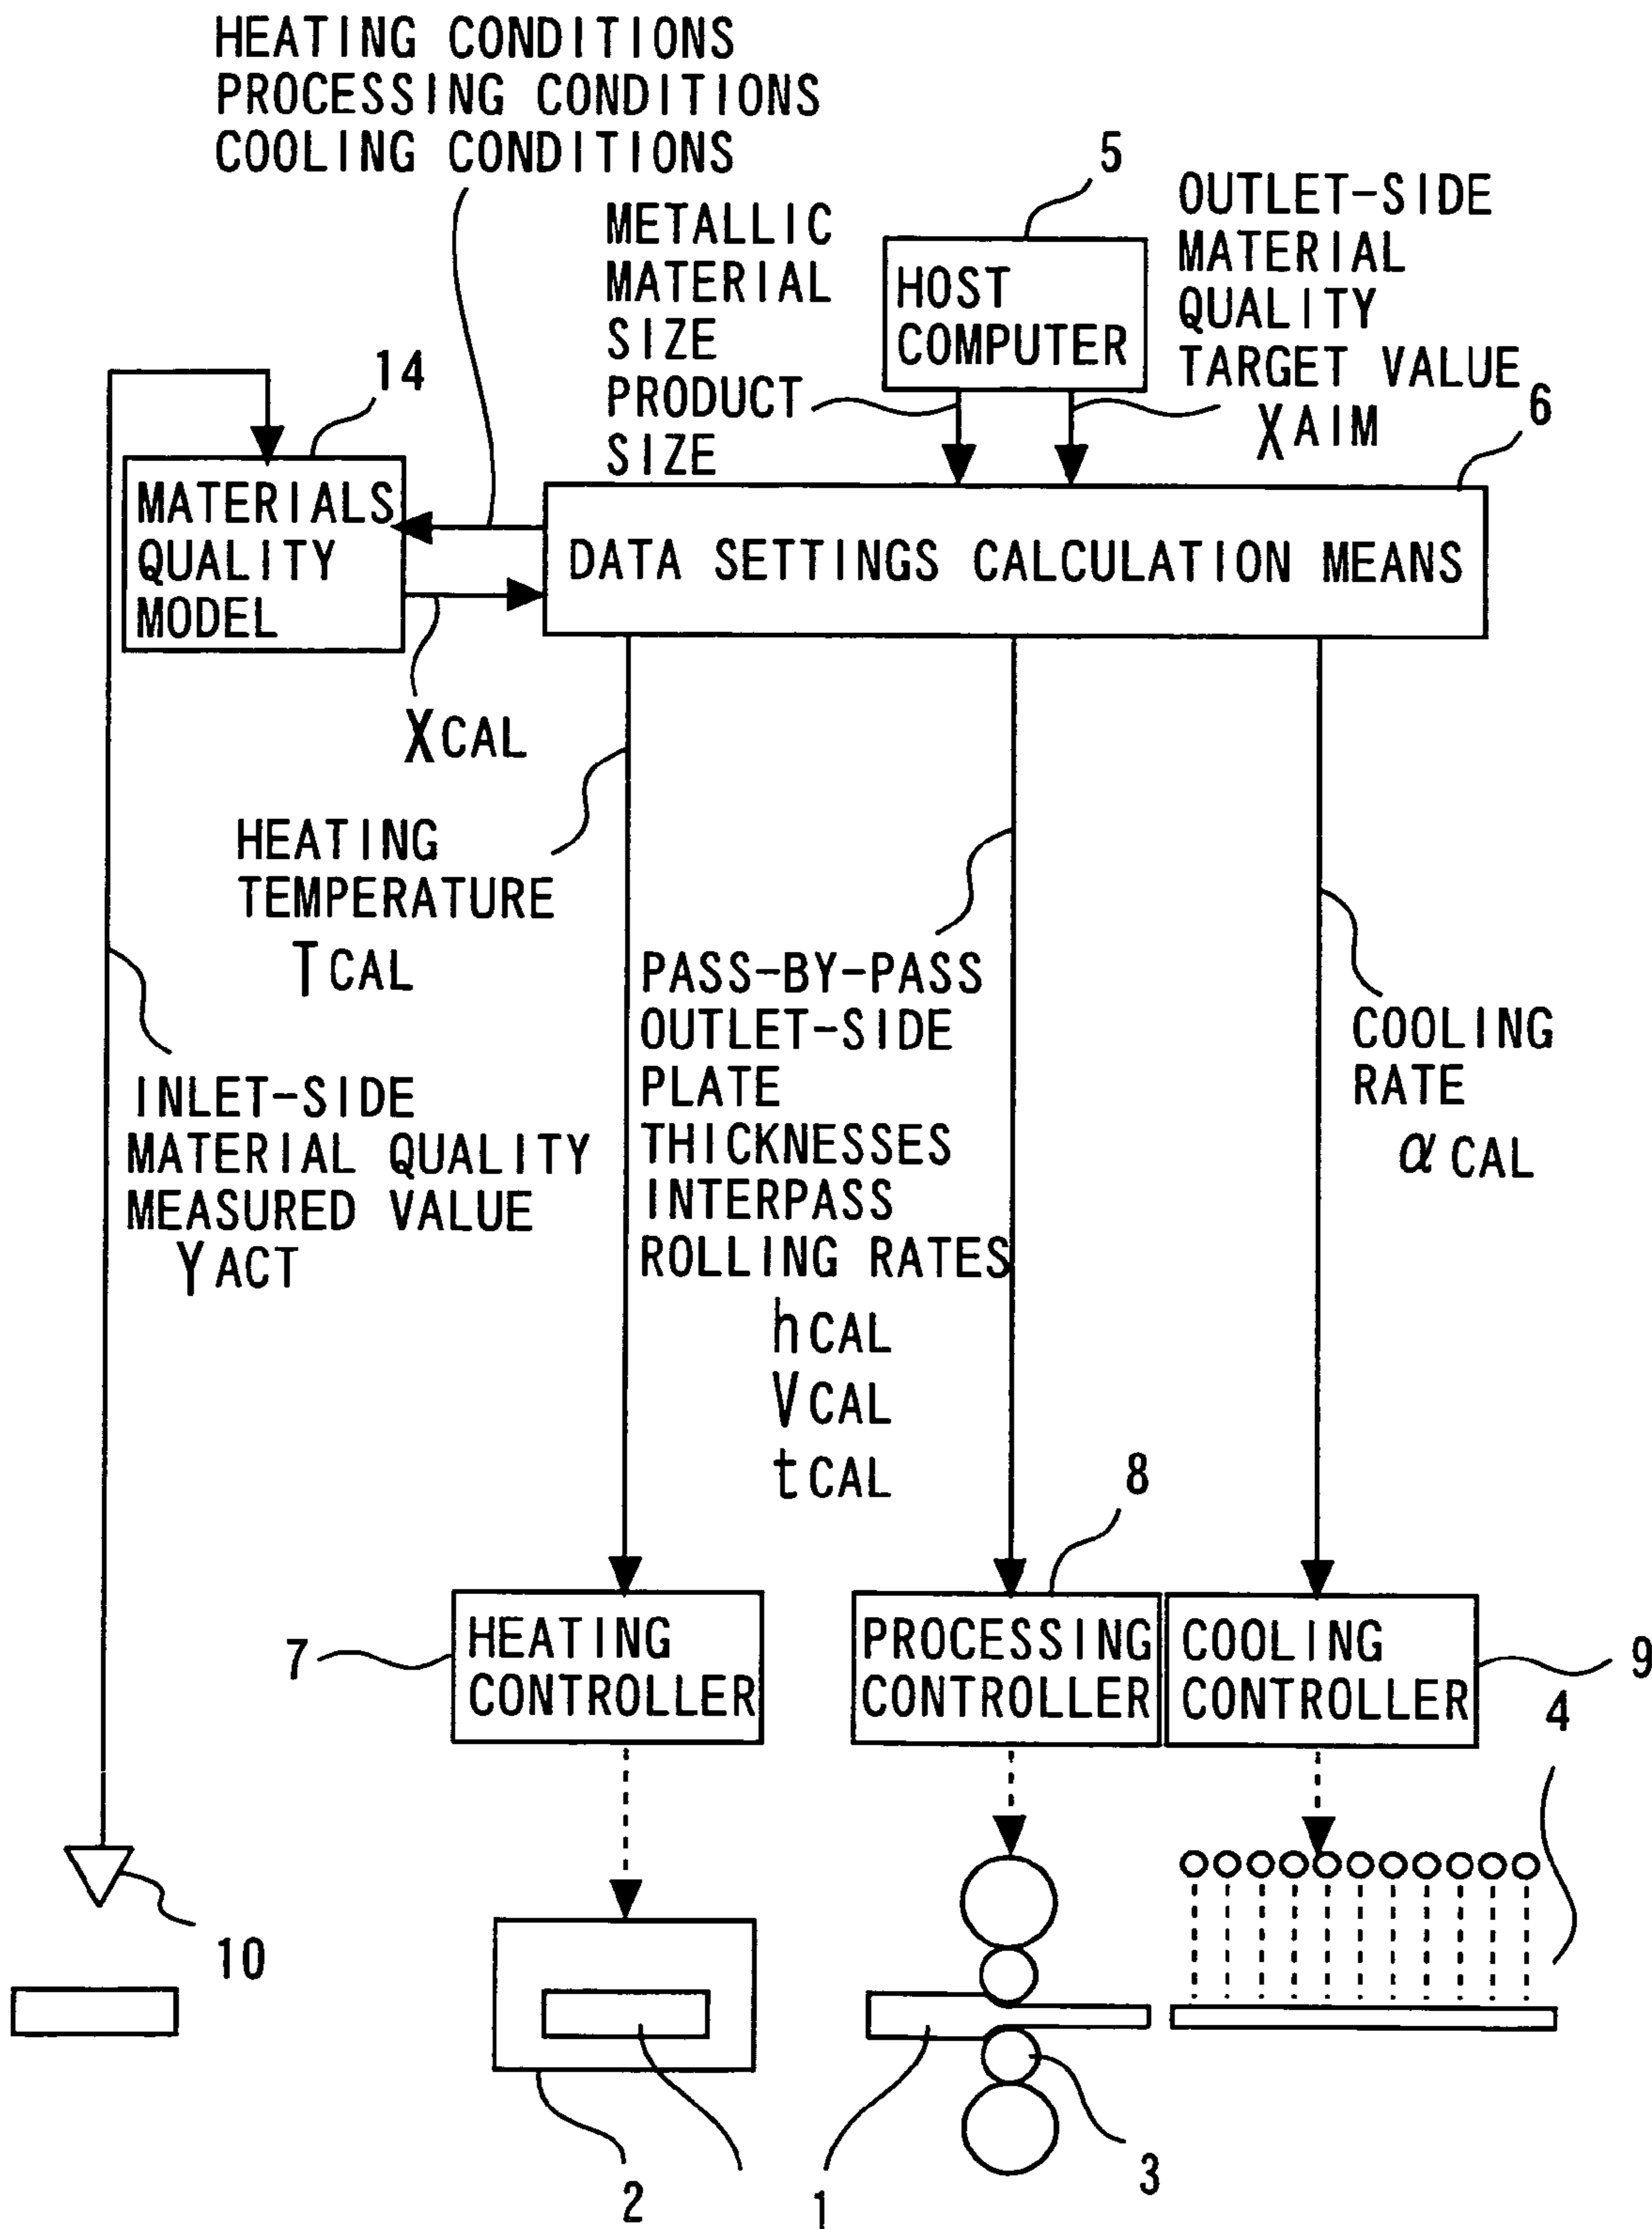 HEATING CONDITIONS
PROCESSING CONDITIONS
COOLING CONDITIONS
5
METALLIC
MATERIAL
SIZE
PRODUCT
SIZE
HOST
COMPUTER
OUTLET-SIDE
MATERIAL
QUALITY
TARGET VALUE
XAIM
6
14
MATERIALS
QUALITY
MODEL
DATA SETTINGS CALCULATION MEANS
XCAL
HEATING
TEMPERATURE
TCAL
PASS-BY-PASS
OUTLET-SIDE
PLATE
THICKNESSES
INTERPASS
ROLLING RATES
hCAL
VCAL
tCAL
COOLING
RATE
αCAL
INLET-SIDE
MATERIAL QUALITY
MEASURED VALUE
YACT
8
7
HEATING
CONTROLLER
PROCESSING
CONTROLLER
COOLING
CONTROLLER
9
4
10
2
1
3